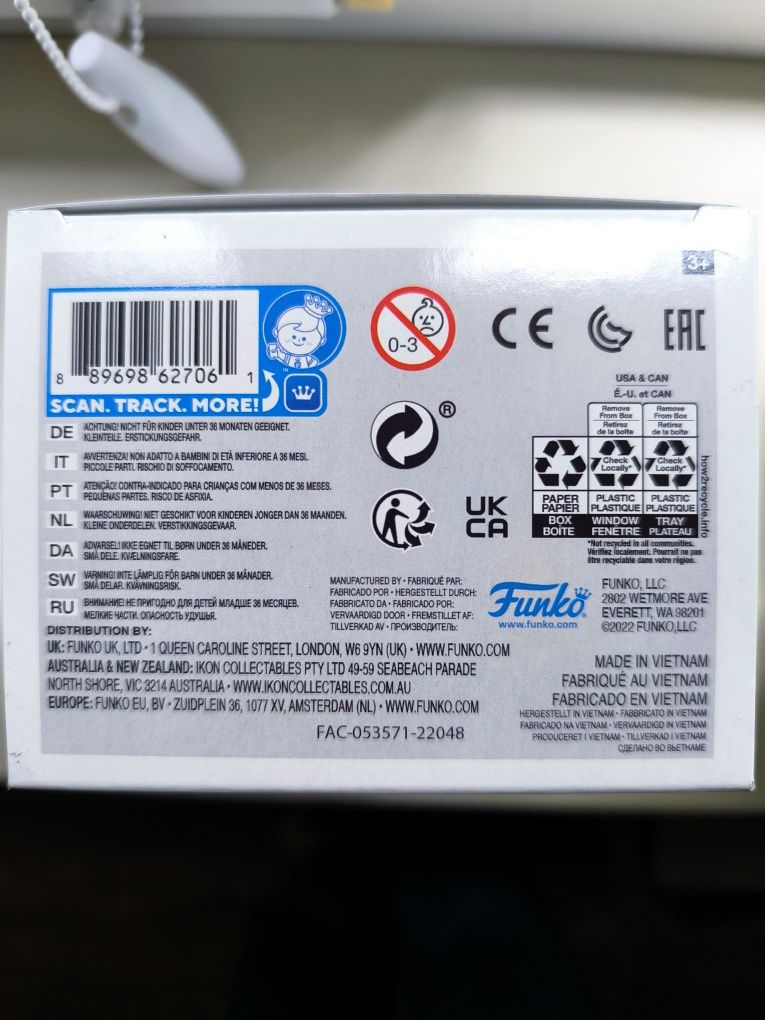 3+
8 89698 62706 1
SCAN. TRACK. MORE!
™
0-3
CE
EAC
®
UK
CA
USA & CAN
É.-U. et CAN
Remove From Box
Retirez de la boîte
Remove From Box
Retirez de la boîte
Check Locally*
Check Locally*
PAPER PAPIER
PLASTIC PLASTIQUE
PLASTIC PLASTIQUE
BOX BOÎTE
WINDOW FENÊTRE
TRAY PLATEAU
*Not recycled in all communities.
Vérifiez localement. Pourrait ne pas
être recyclable dans votre région.
how2recycle.info
DE ACHTUNG! NICHT FÜR KINDER UNTER 36 MONATEN GEEIGNET.
KLEINTEILE. ERSTICKUNGSGEFAHR.
IT AVVERTENZA! NON ADATTO A BAMBINI DI ETÀ INFERIORE A 36 MESI.
PICCOLE PARTI. RISCHIO DI SOFFOCAMENTO.
PT ATENÇÃO! CONTRA-INDICADO PARA CRIANÇAS COM MENOS DE 36 MESES.
PEQUENAS PARTES. RISCO DE ASFIXIA.
NL WAARSCHUWING! NIET GESCHIKT VOOR KINDEREN JONGER DAN 36 MAANDEN.
KLEINE ONDERDELEN. VERSTIKKINGSGEVAAR.
DA ADVARSEL! IKKE EGNET TIL BØRN UNDER 36 MÅNEDER.
SMÅ DELE. KVÆLNINGSFARE.
SW VARNING! INTE LÄMPLIG FÖR BARN UNDER 36 MÅNADER.
SMÅ DELAR. KVÄVNINGSRISK.
RU ВНИМАНИЕ! НЕ ПРИГОДНО ДЛЯ ДЕТЕЙ МЛАДШЕ 36 МЕСЯЦЕВ.
МЕЛКИЕ ЧАСТИ. ОПАСНОСТЬ УДУШЬЯ.
MANUFACTURED BY • FABRIQUÉ PAR:
FABRICADO POR • HERGESTELLT DURCH:
FABBRICATO DA • FABRICADO POR:
VERVAARDIGD DOOR • FREMSTILLET AF:
TILLVERKAD AV • ПРОИЗВОДИТЕЛЬ:
Funko
www.funko.com
FUNKO, LLC
2802 WETMORE AVE
EVERETT, WA 98201
©2022 FUNKO,LLC
DISTRIBUTION BY:
UK: FUNKO UK, LTD • 1 QUEEN CAROLINE STREET, LONDON, W6 9YN (UK) • WWW.FUNKO.COM
AUSTRALIA & NEW ZEALAND: IKON COLLECTABLES PTY LTD 49-59 SEABEACH PARADE
NORTH SHORE, VIC 3214 AUSTRALIA • WWW.IKONCOLLECTABLES.COM.AU
EUROPE: FUNKO EU, BV • ZUIDPLEIN 36, 1077 XV, AMSTERDAM (NL) • WWW.FUNKO.COM
FAC-053571-22048
MADE IN VIETNAM
FABRIQUÉ AU VIETNAM
FABRICADO EN VIETNAM
HERGESTELLT IN VIETNAM • FABBRICATO IN VIETNAM
FABRICADO NA VIETNAM • VERVAARDIGD IN VIETNAM
PRODUCERET I VIETNAM • TILLVERKAD I VIETNAM
СДЕЛАНО ВО ВЬЕТНАМЕ